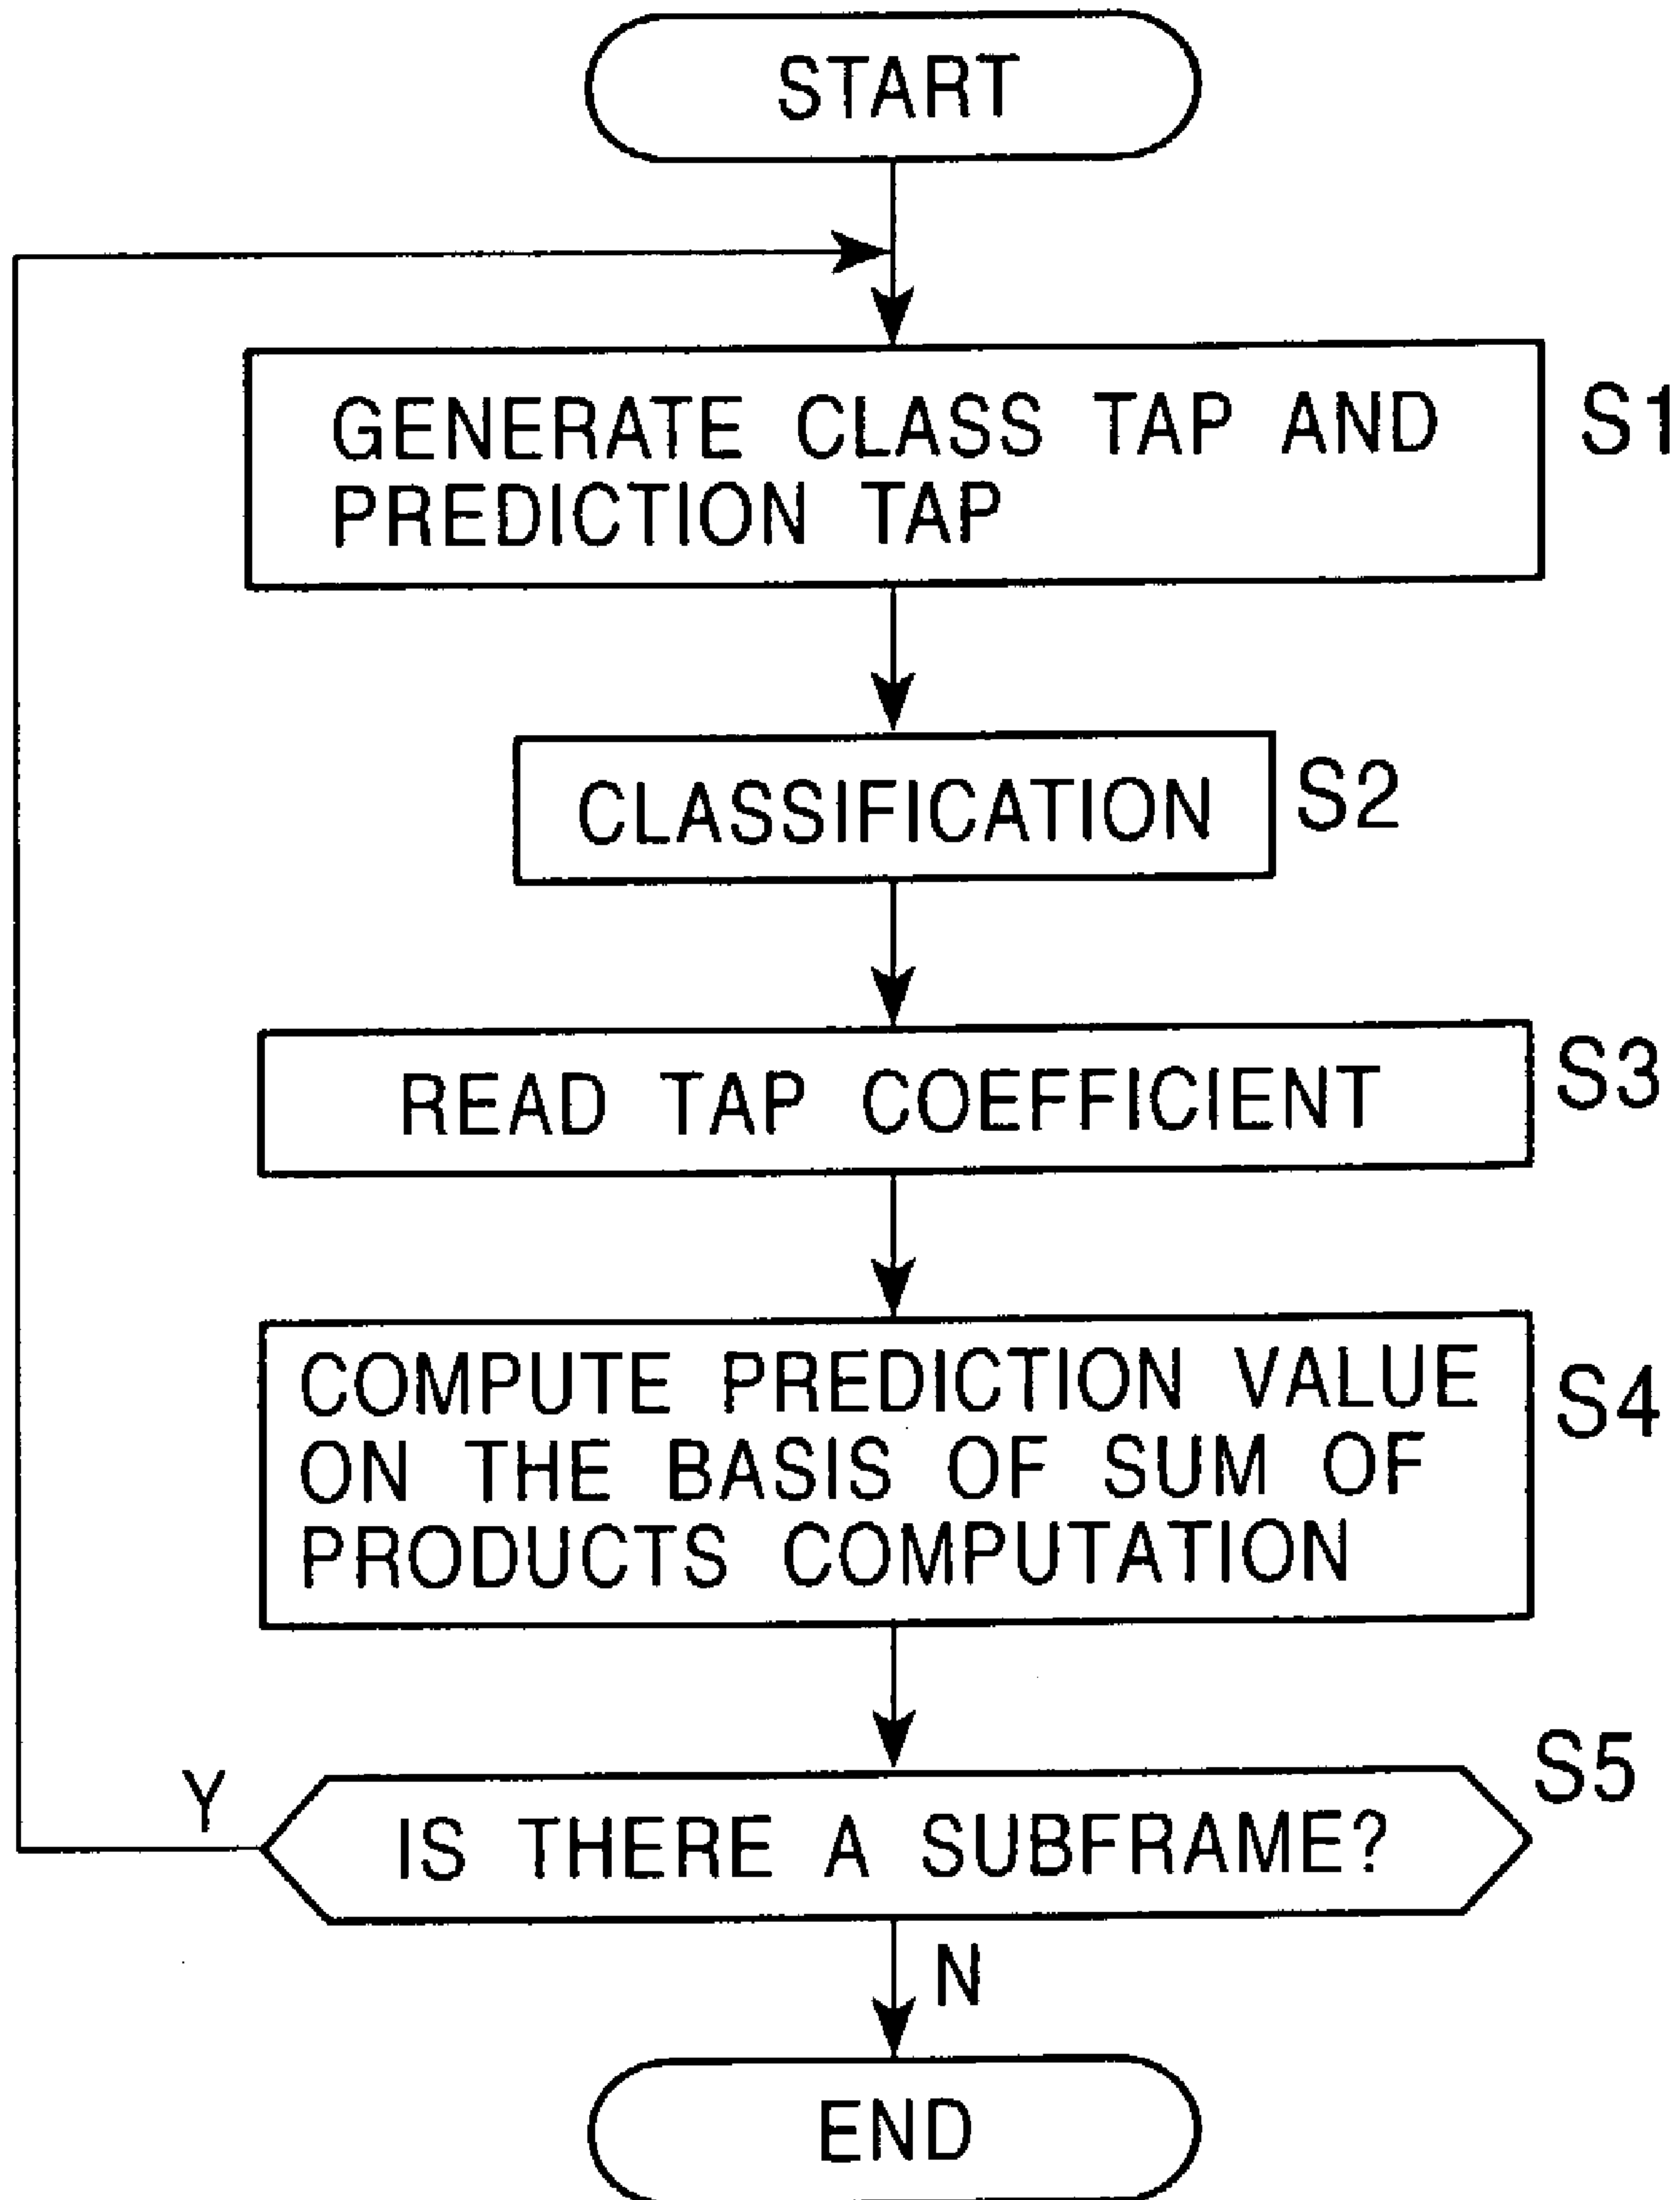 START
GENERATE CLASS TAP AND
PREDICTION TAP
S1
CLASSIFICATION
S2
READ TAP COEFFICIENT
S3
COMPUTE PREDICTION VALUE
ON THE BASIS OF SUM OF
PRODUCTS COMPUTATION
S4
IS THERE A SUBFRAME?
S5
Y
N
END